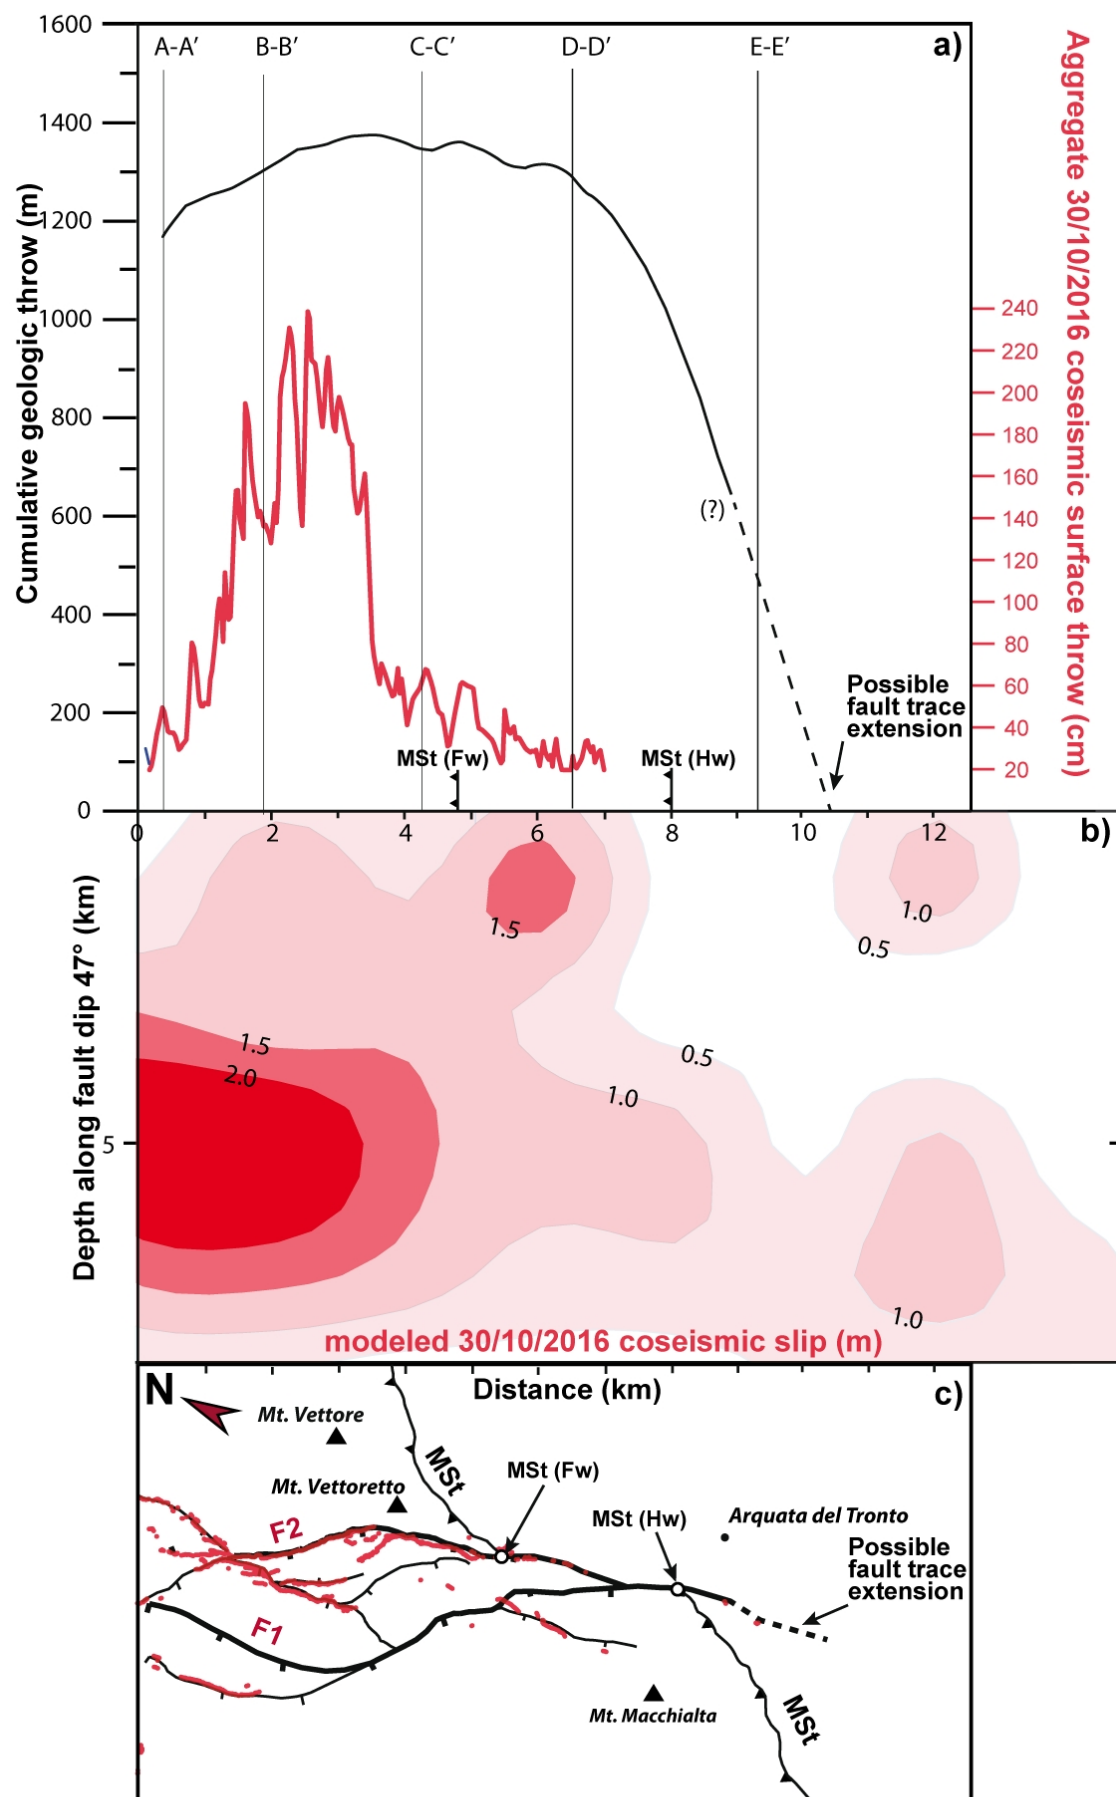 1600
1400
1200
1000
800
600
400
200
0
Cumulative geologic throw (m)
A-A’
B-B’
C-C’
D-D’
E-E’
a)
240
220
200
180
160
140
120
100
80
60
40
20
Aggregate 30/10/2016 coseismic surface throw (cm)
(?)
Possible
fault trace
extension
MSt (Fw)
MSt (Hw)
0
2
4
6
8
10
12
b)
Depth along fault dip 47° (km)
5
1.5
1.0
0.5
1.5
2.0
0.5
1.0
1.0
modeled 30/10/2016 coseismic slip (m)
N
Distance (km)
c)
Mt. Vettore
MSt
MSt (Fw)
Mt. Vettoretto
MSt (Hw)
Arquata del Tronto
F2
Possible
fault trace
extension
F1
Mt. Macchialta
MSt